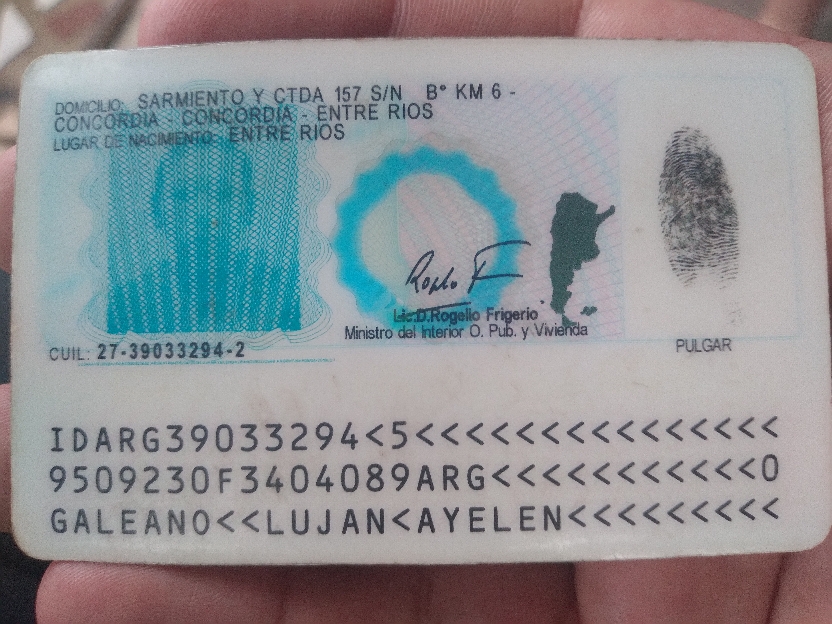 DOMICILIO: SARMIENTO Y CTDA 157 S/N B° KM 6 -
CONCORDIA - CONCORDIA - ENTRE RIOS
LUGAR DE NACIMIENTO: ENTRE RIOS
Lic.D.Rogelio Frigerio
Ministro del Interior O. Pub. y Vivienda
CUIL: 27-39033294-2
PULGAR
IDARG39033294<5<<<<<<<<<<<<<<<
9509230F3404089ARG<<<<<<<<<<<0
GALEANO<<LUJAN<AYELEN<<<<<<<<<